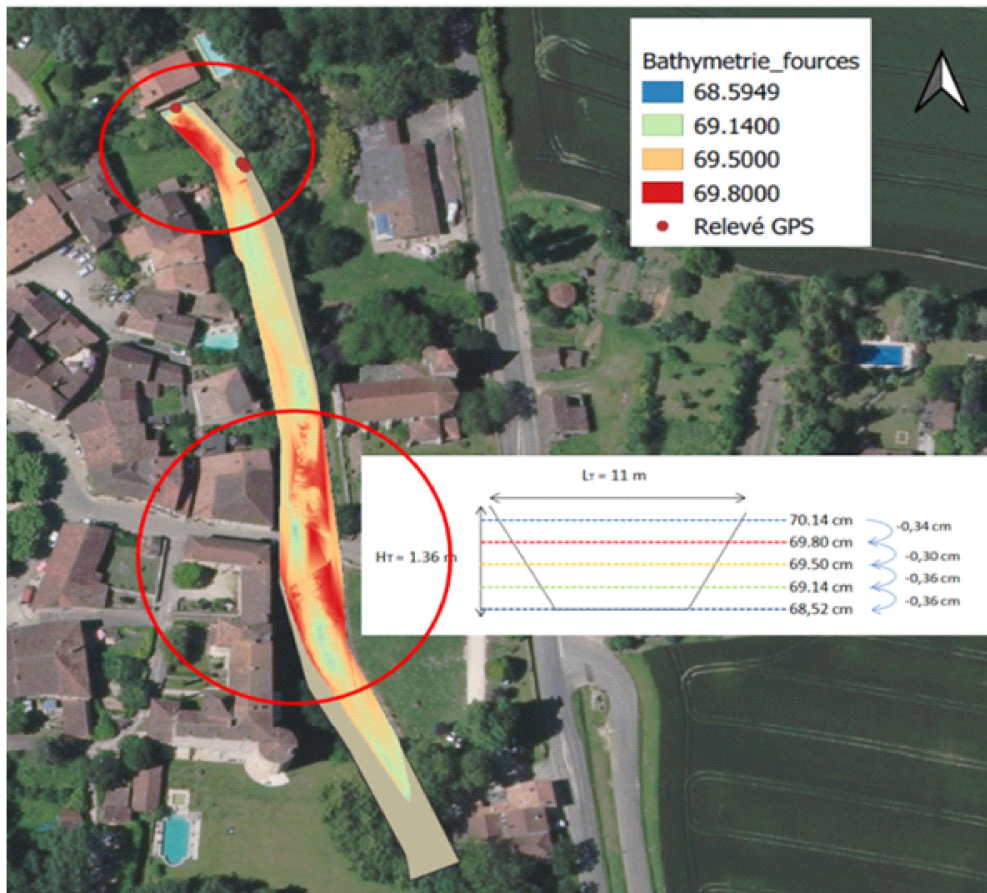 Bathymetrie_fources
68.5949
69.1400
69.5000
69.8000
Relevé GPS
LT = 11 m
HT = 1.36 m
70.14 cm
69.80 cm
69.50 cm
69.14 cm
68,52 cm
-0,34 cm
-0,30 cm
-0,36 cm
-0,36 cm